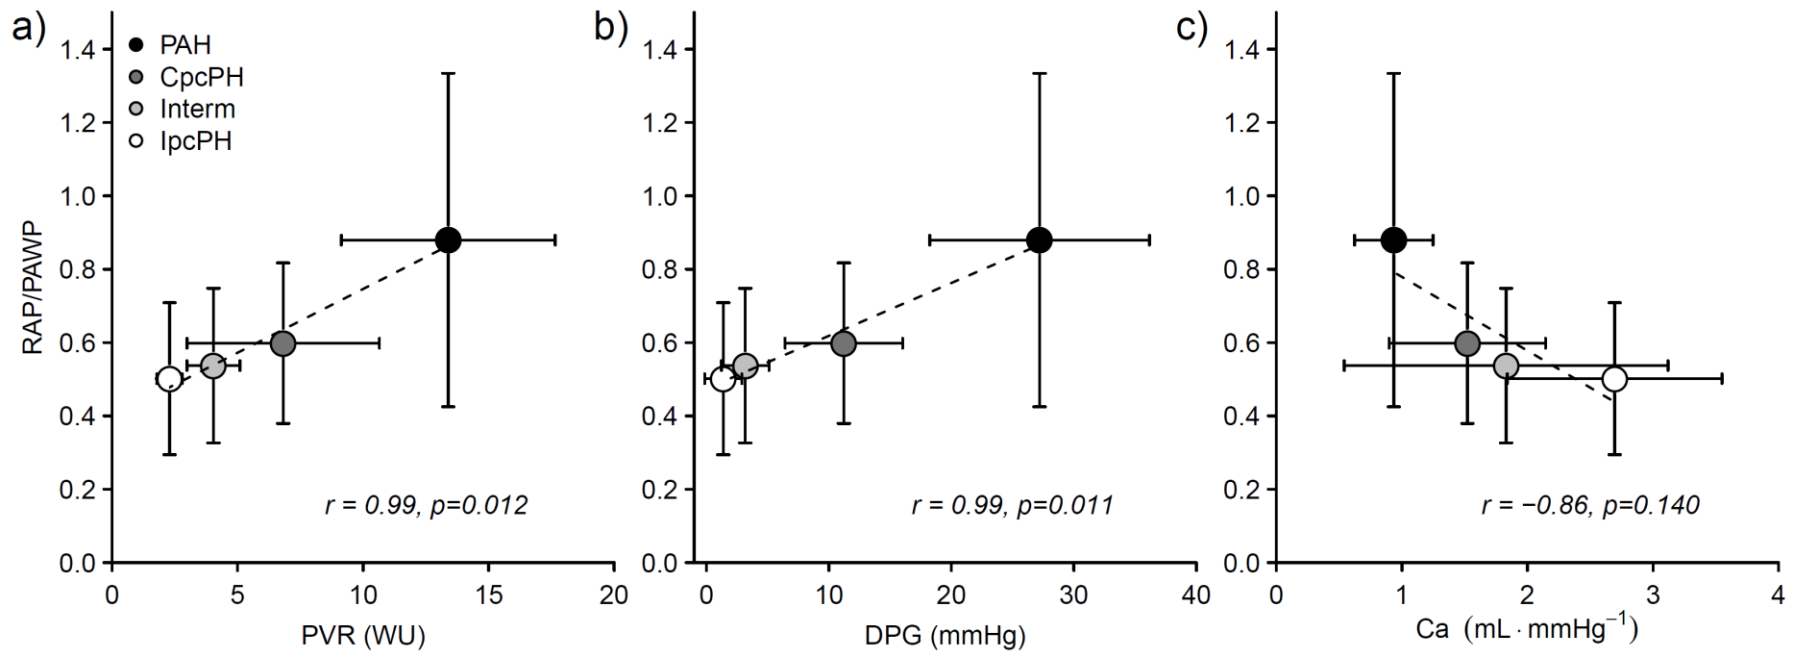 a)
PAH
CpcPH
Interm
IpcPH
RAP/PAWP
1.4
1.2
1.0
0.8
0.6
0.4
0.2
0.0
r = 0.99, p=0.012
0 5 10 15 20
PVR (WU)
b)
1.4
1.2
1.0
0.8
0.6
0.4
0.2
0.0
r = 0.99, p=0.011
0 10 20 30 40
DPG (mmHg)
c)
1.4
1.2
1.0
0.8
0.6
0.4
0.2
0.0
r = −0.86, p=0.140
0 1 2 3 4
Ca (mL · mmHg⁻¹)